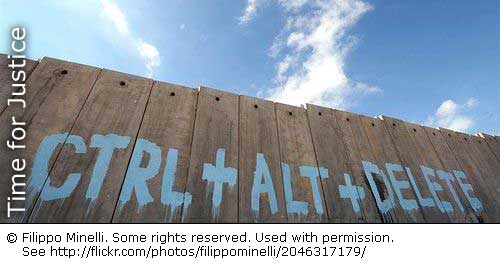 Time for Justice
CTRL+ALT+DELETE
© Filippo Minelli. Some rights reserved. Used with permission.
See http://flickr.com/photos/filippominelli/2046317179/